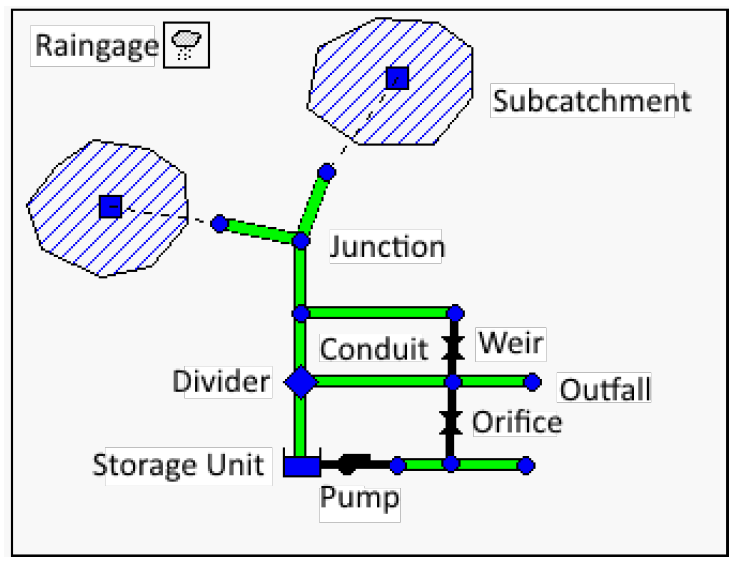 Raingage
Subcatchment
Junction
Conduit
Weir
Divider
Outfall
Orifice
Storage Unit
Pump